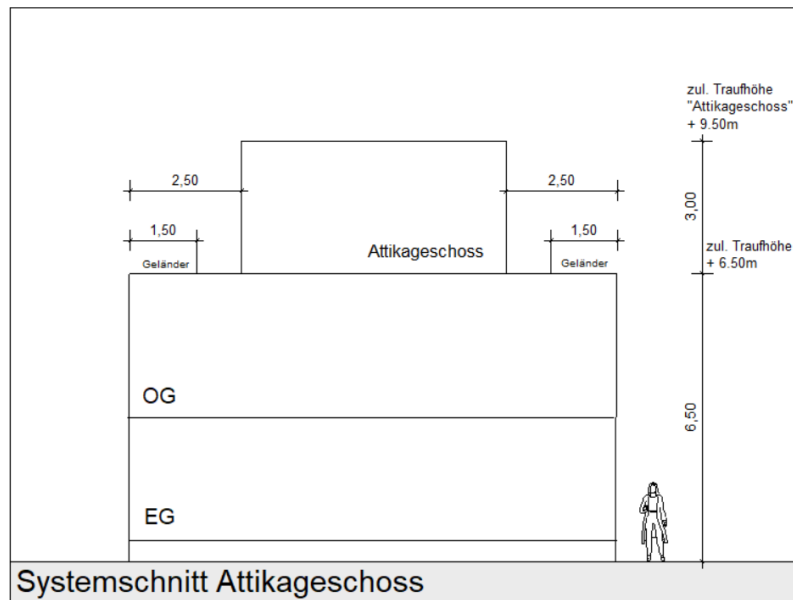 zul. Traufhöhe
"Attikageschoss"
+ 9.50m
2,50
2,50
3,00
1,50
1,50
Attikageschoss
zul. Traufhöhe
+ 6.50m
Geländer
Geländer
OG
6,50
EG
Systemschnitt Attikageschoss